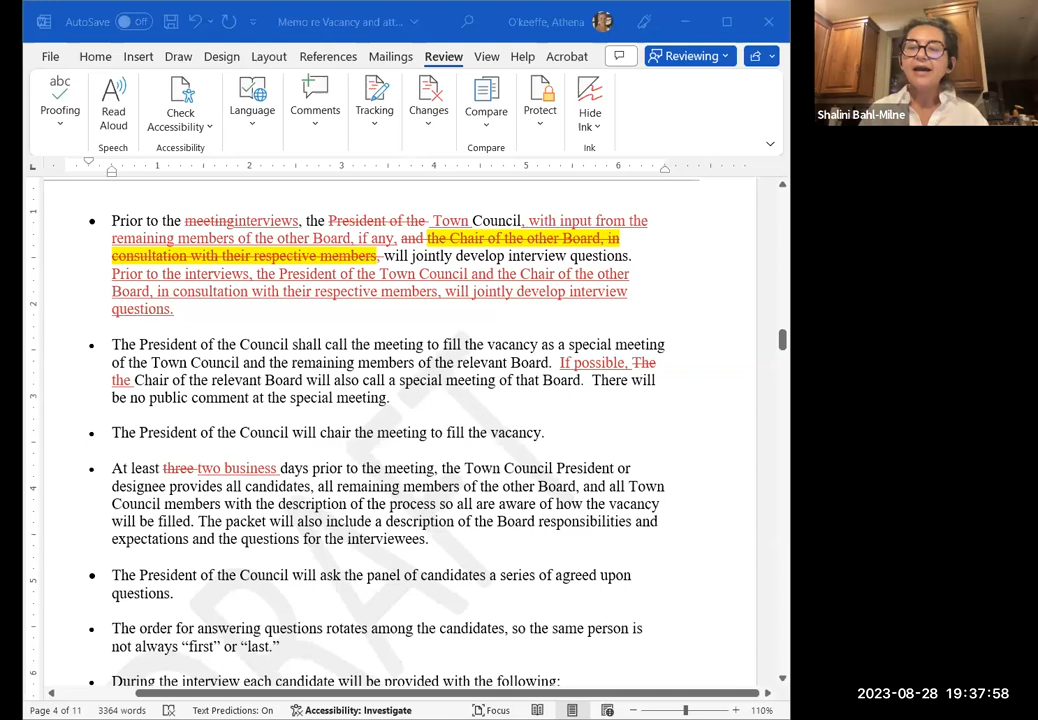 AutoSave Off Memo re Vacancy and att... O'keeffe, Athena
File Home Insert Draw Design Layout References Mailings Review View Help Acrobat Reviewing
abc
Proofing Read Aloud Check Accessibility Language Comments Tracking Changes Compare Protect Hide Ink
Speech Accessibility Compare Ink
Shalini Bahl-Milne
1 2 3 4 5 6
Prior to the meetinginterviews, the President of the Town Council, with input from the
remaining members of the other Board, if any, and the Chair of the other Board, in
consultation with their respective members, will jointly develop interview questions.
Prior to the interviews, the President of the Town Council and the Chair of the other
Board, in consultation with their respective members, will jointly develop interview
questions.
The President of the Council shall call the meeting to fill the vacancy as a special meeting
of the Town Council and the remaining members of the relevant Board. If possible, The
the Chair of the relevant Board will also call a special meeting of that Board. There will
be no public comment at the special meeting.
The President of the Council will chair the meeting to fill the vacancy.
At least three two business days prior to the meeting, the Town Council President or
designee provides all candidates, all remaining members of the other Board, and all Town
Council members with the description of the process so all are aware of how the vacancy
will be filled. The packet will also include a description of the Board responsibilities and
expectations and the questions for the interviewees.
The President of the Council will ask the panel of candidates a series of agreed upon
questions.
The order for answering questions rotates among the candidates, so the same person is
not always “first” or “last.”
During the interview each candidate will be provided with the following:
DRAFT
Page 4 of 11 3364 words Text Predictions: On Accessibility: Investigate Focus 110%
2023-08-28 19:37:58